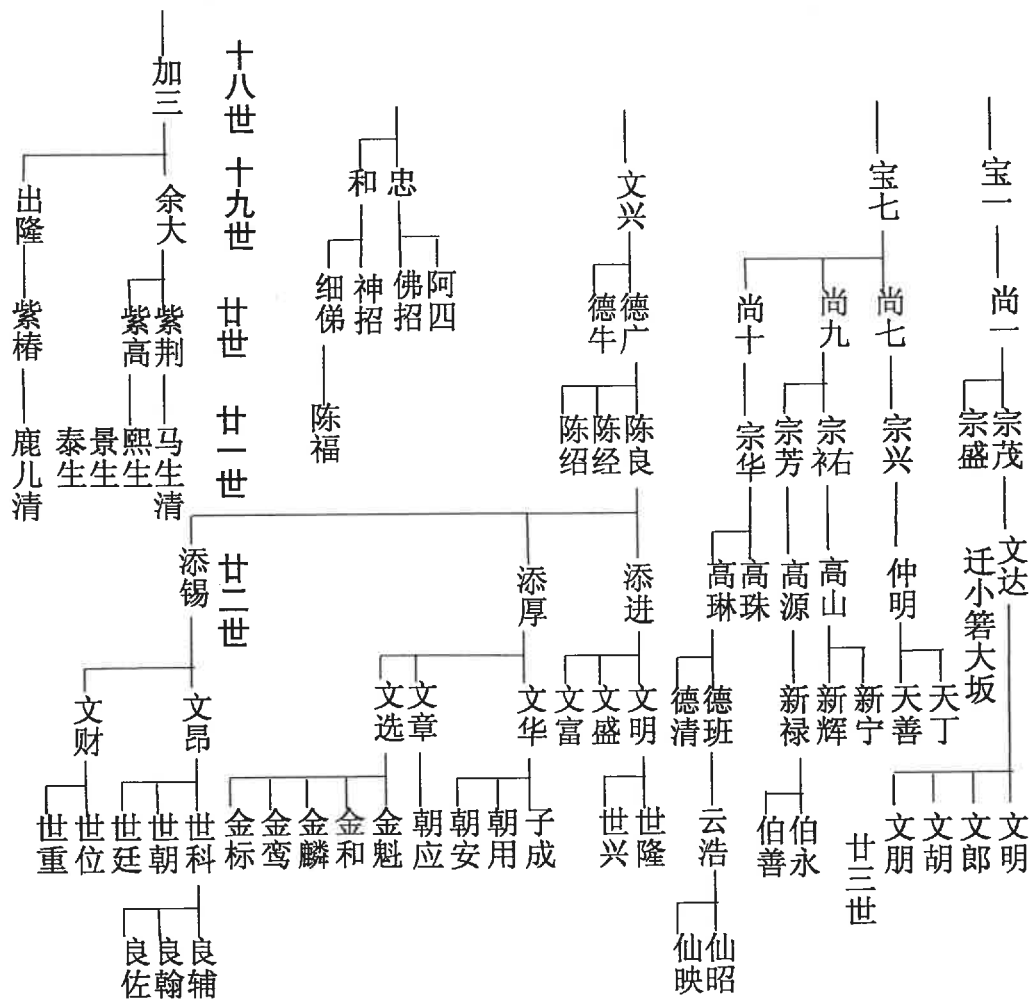 加三
十八世
出隆
余大
十九世
和
忠
文兴
宝七
宝一
紫椿
紫高
紫荆
廿世
细俤
神招
佛招
阿四
德牛
德广
尚十
尚九
尚七
尚一
鹿儿清
泰生
景生
熙生
马生清
廿一世
陈福
陈绍
陈经
陈良
宗华
宗芳
宗祐
宗兴
宗盛
宗茂
添锡
廿二世
添厚
添进
高琳
高珠
高源
高山
仲明
迁小箬大坂
文达
文财
文昂
文选
文章
文华
文富
文盛
文明
德清
德班
新禄
新辉
新宁
天善
天丁
世重
世位
世廷
世朝
世科
金标
金鸾
金麟
金和
金魁
朝应
朝安
朝用
子成
世兴
世隆
云浩
伯善
伯永
廿三世
文朋
文胡
文郎
文明
良佐
良翰
良辅
仙映
仙昭